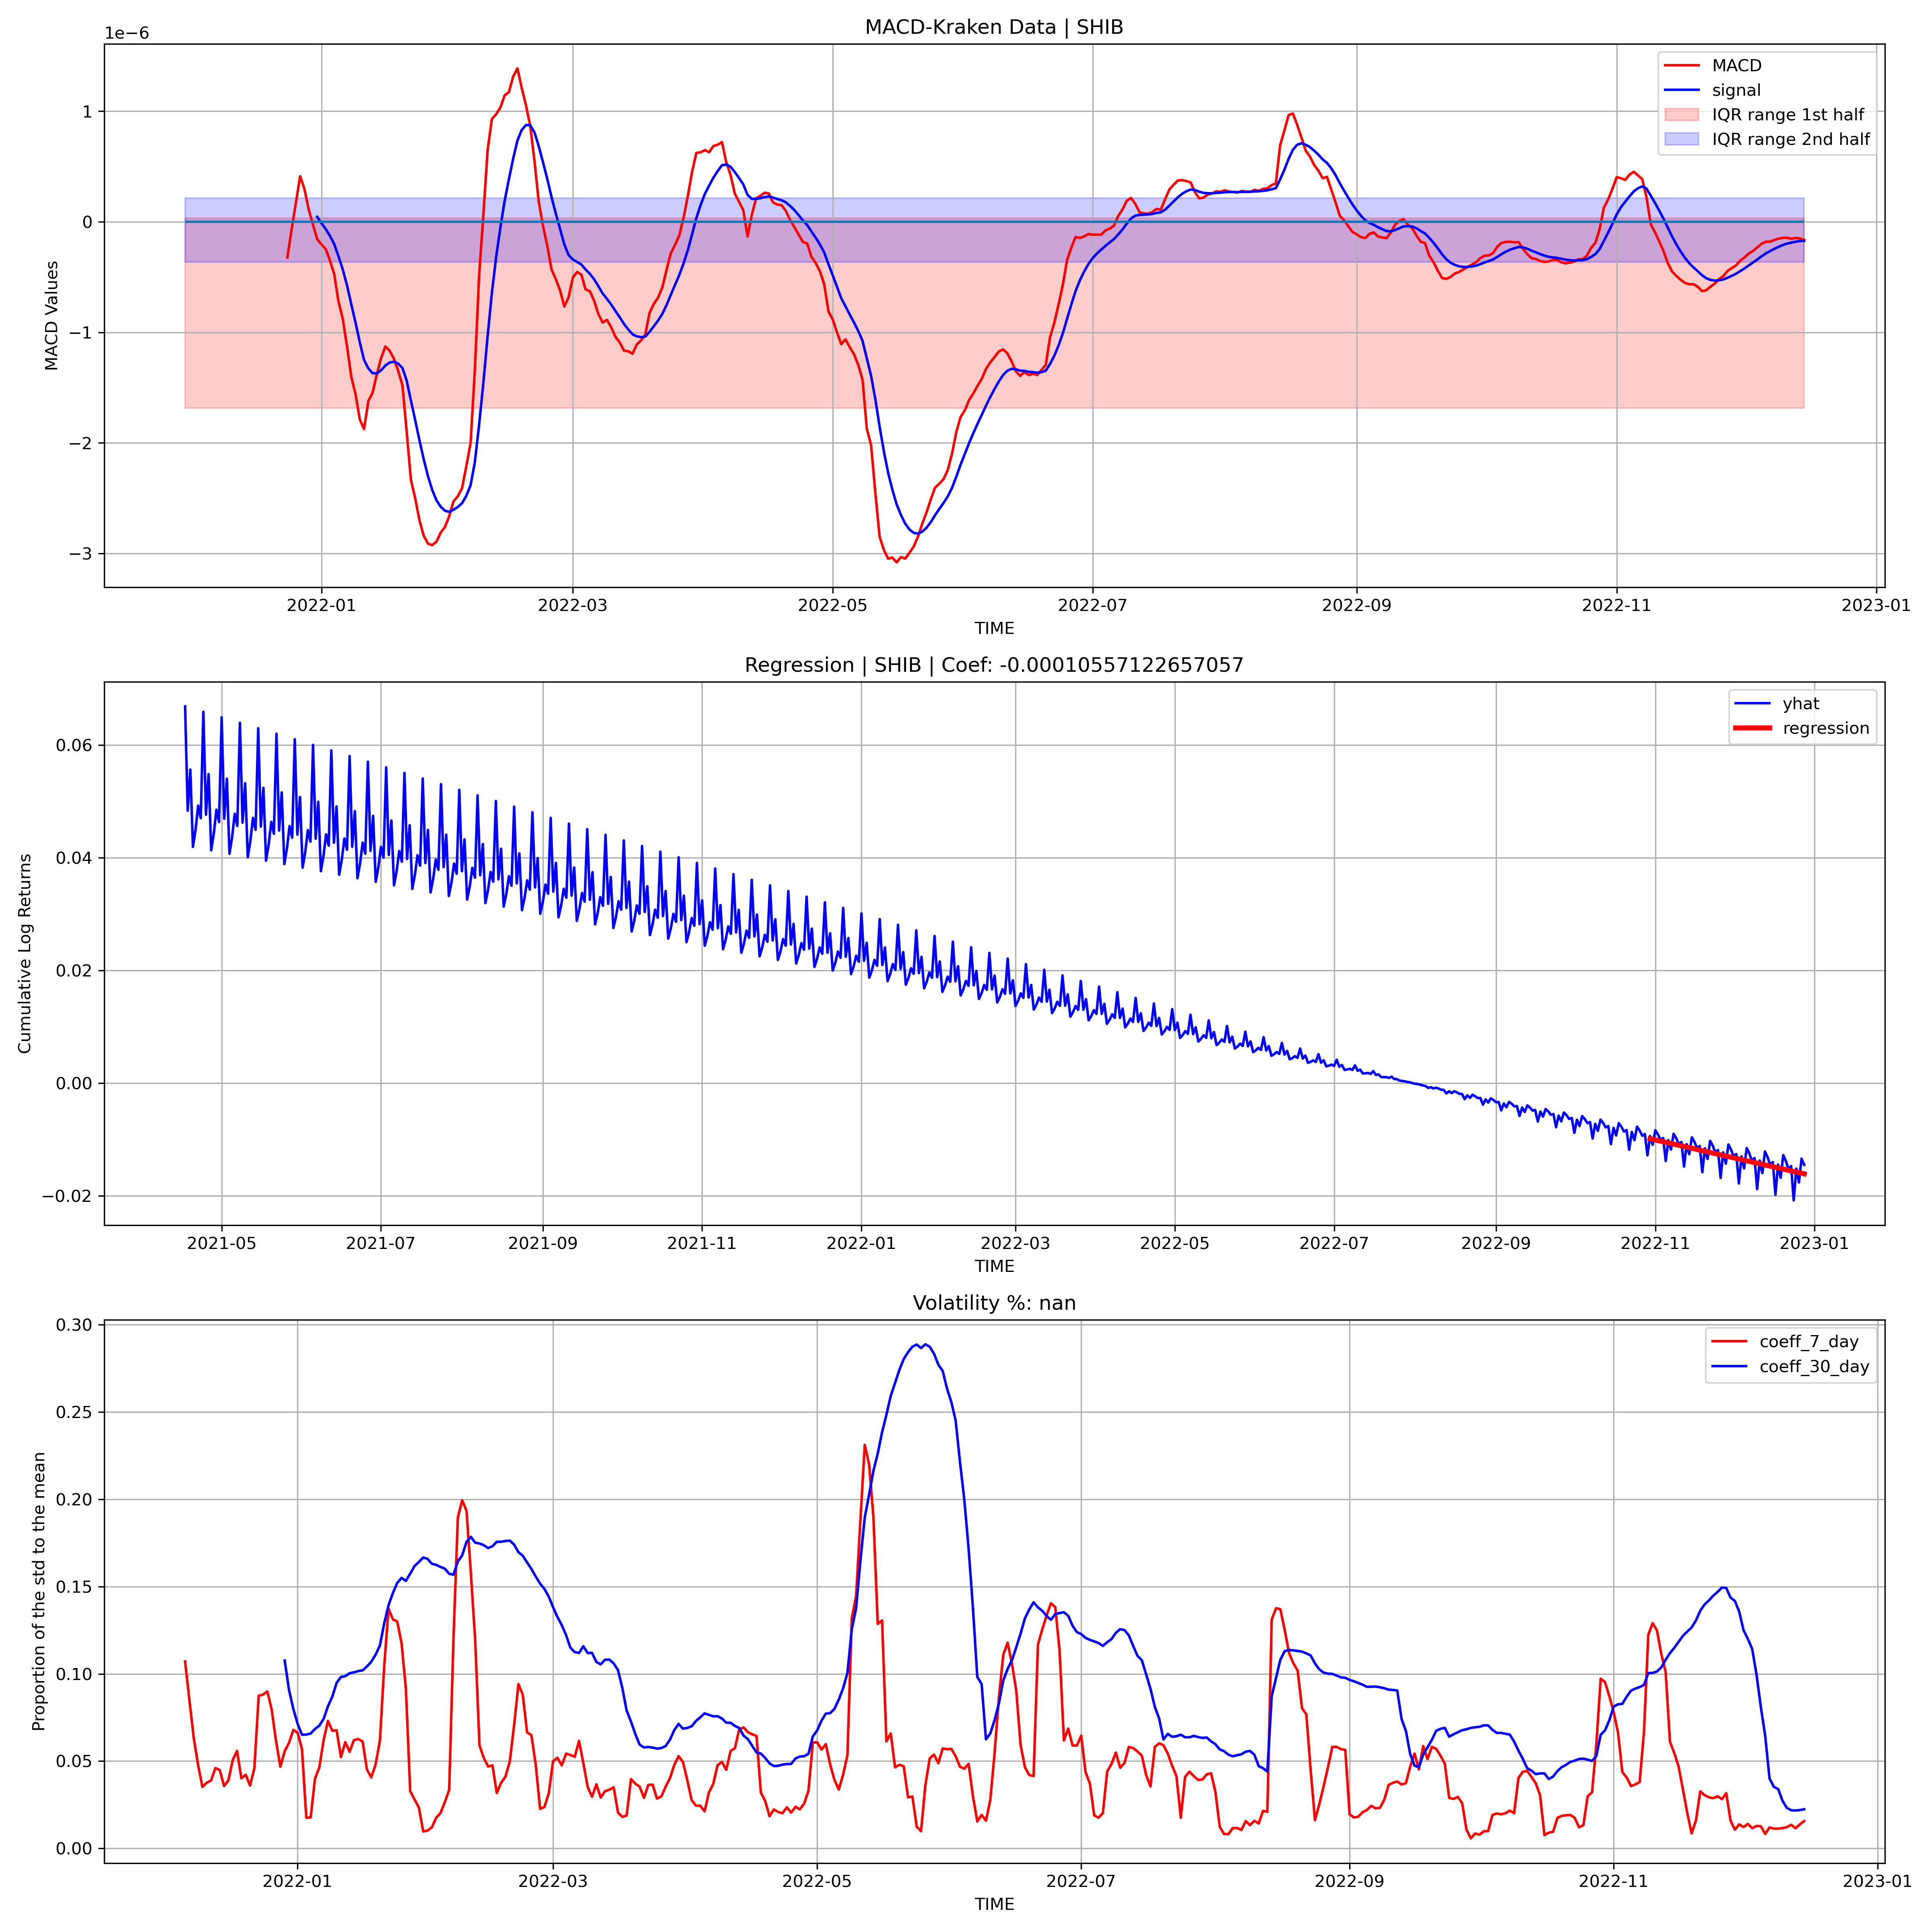 MACD-Kraken Data | SHIB
1e−6
MACD
signal
IQR range 1st half
IQR range 2nd half
1
0
−1
−2
−3
MACD Values
2022-01 2022-03 2022-05 2022-07 2022-09 2022-11 2023-01
TIME
Regression | SHIB | Coef: -0.00010557122657057
yhat
regression
0.06
0.04
0.02
0.00
−0.02
Cumulative Log Returns
2021-05 2021-07 2021-09 2021-11 2022-01 2022-03 2022-05 2022-07 2022-09 2022-11 2023-01
TIME
Volatility %: nan
coeff_7_day
coeff_30_day
0.30
0.25
0.20
0.15
0.10
0.05
0.00
Proportion of the std to the mean
2022-01 2022-03 2022-05 2022-07 2022-09 2022-11 2023-01
TIME